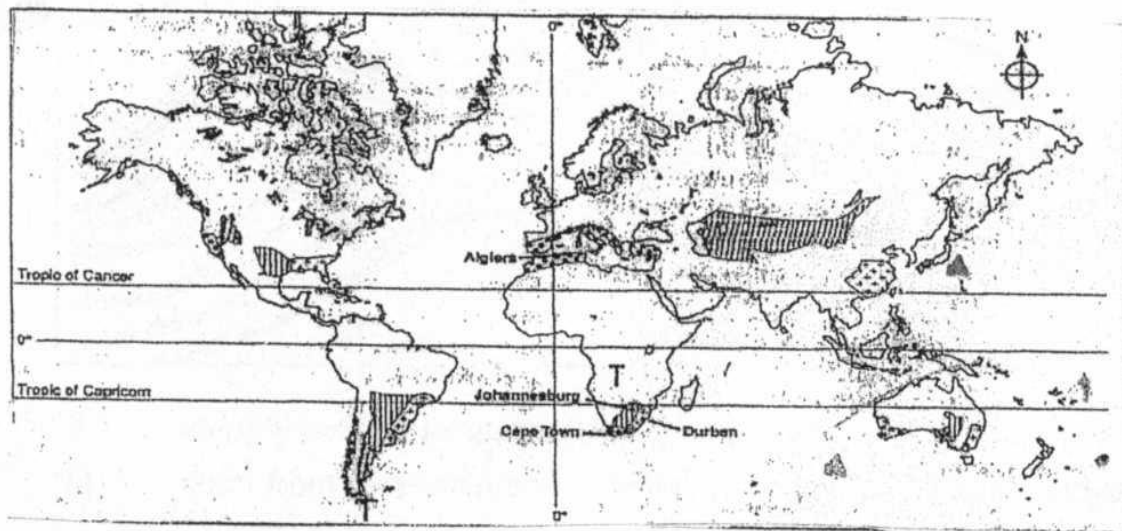 0°
N
Algiers
Tropic of Cancer
0°
T
Tropic of Capricorn
Johannesburg
Cape Town
Durban
0°